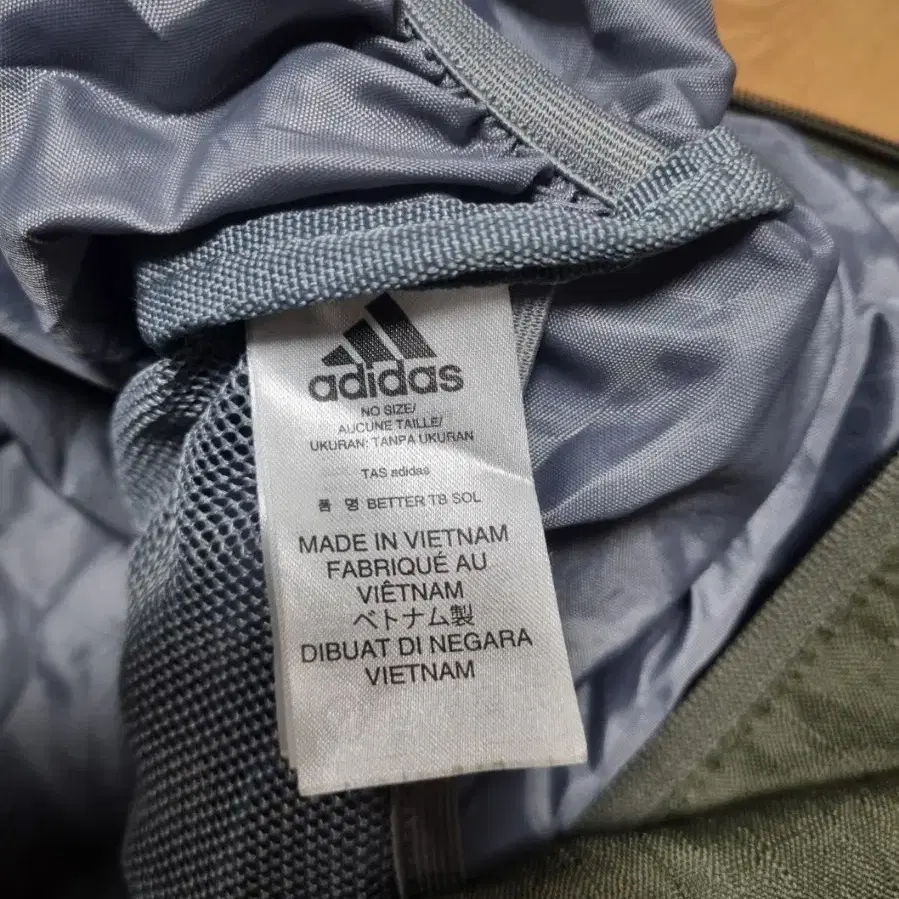 adidas
NO SIZE/
AUCUNE TAILLE/
UKURAN: TANPA UKURAN
TAS adidas
품 명 BETTER TB SOL
MADE IN VIETNAM
FABRIQUÉ AU
VIÊTNAM
ベトナム製
DIBUAT DI NEGARA
VIETNAM